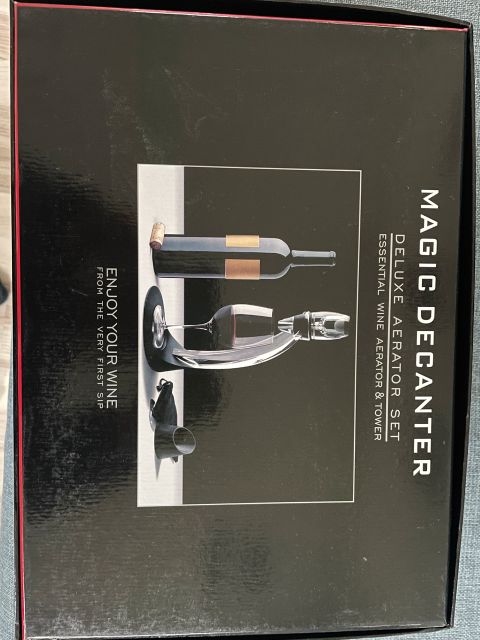 MAGIC DECANTER
DELUXE AERATOR SET
ESSENTIAL WINE AERATOR & TOWER
ENJOY YOUR WINE
FROM THE VERY FIRST SIP